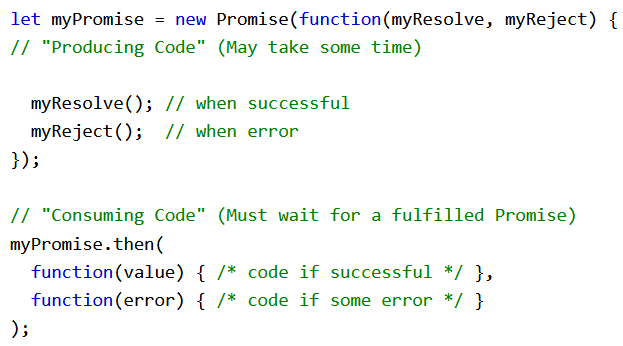 let myPromise = new Promise(function(myResolve, myReject) {
// "Producing Code" (May take some time)

  myResolve(); // when successful
  myReject();  // when error
});

// "Consuming Code" (Must wait for a fulfilled Promise)
myPromise.then(
  function(value) { /* code if successful */ },
  function(error) { /* code if some error */ }
);